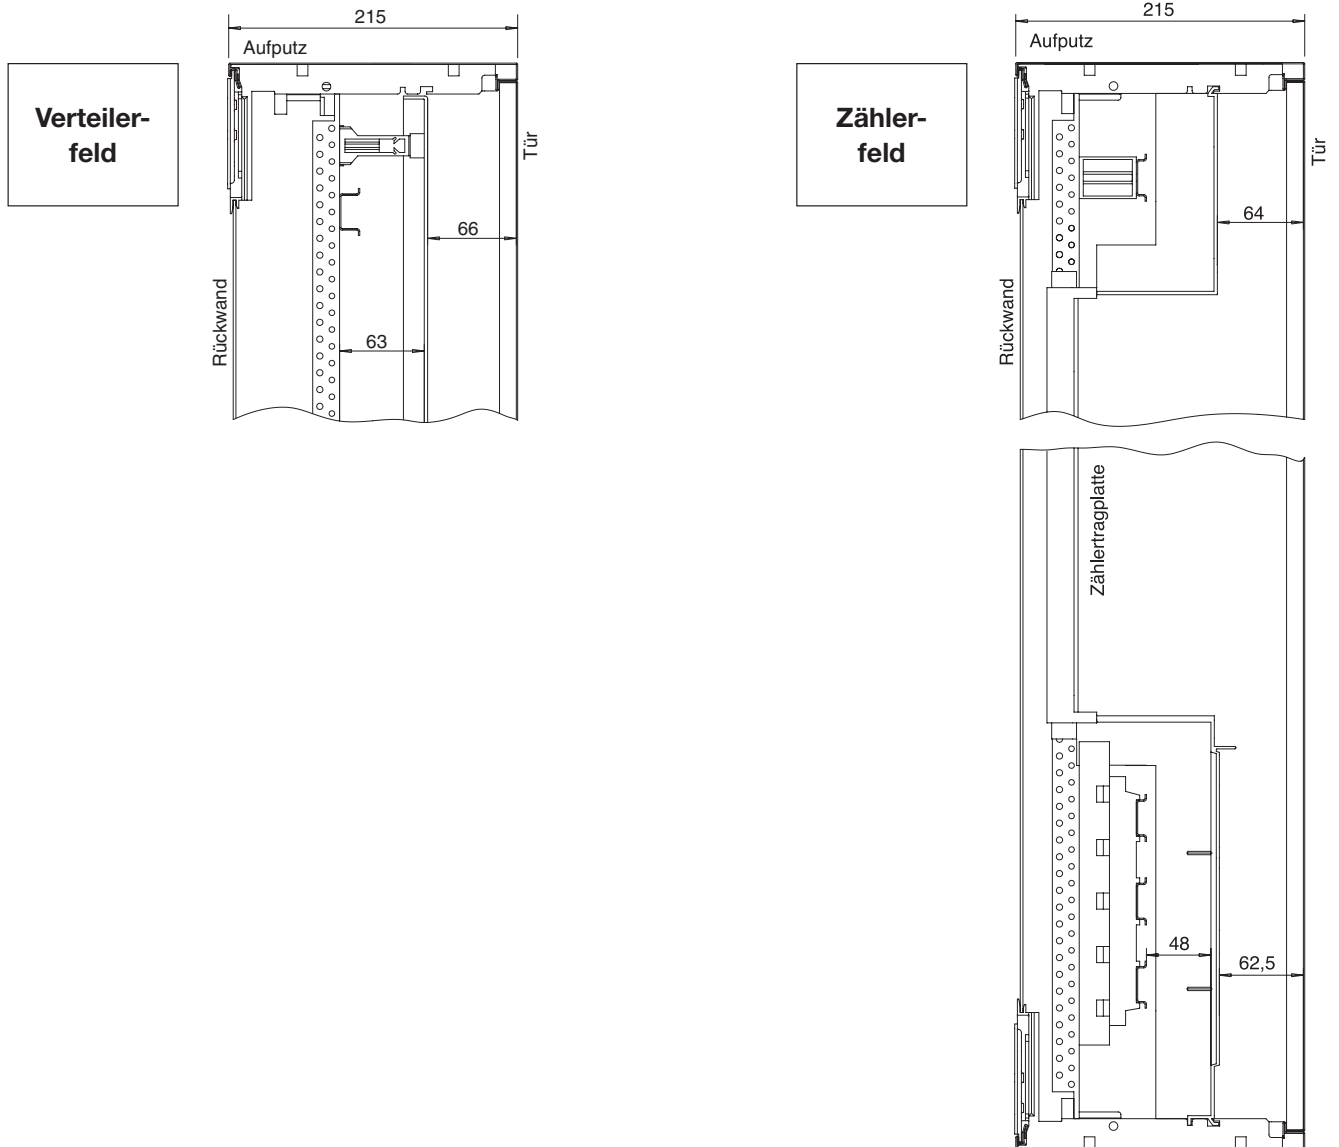 215
Aufputz
Verteiler-
feld
Tür
66
Rückwand
63
215
Aufputz
Zähler-
feld
Tür
64
Rückwand
Zählertragplatte
48
62,5